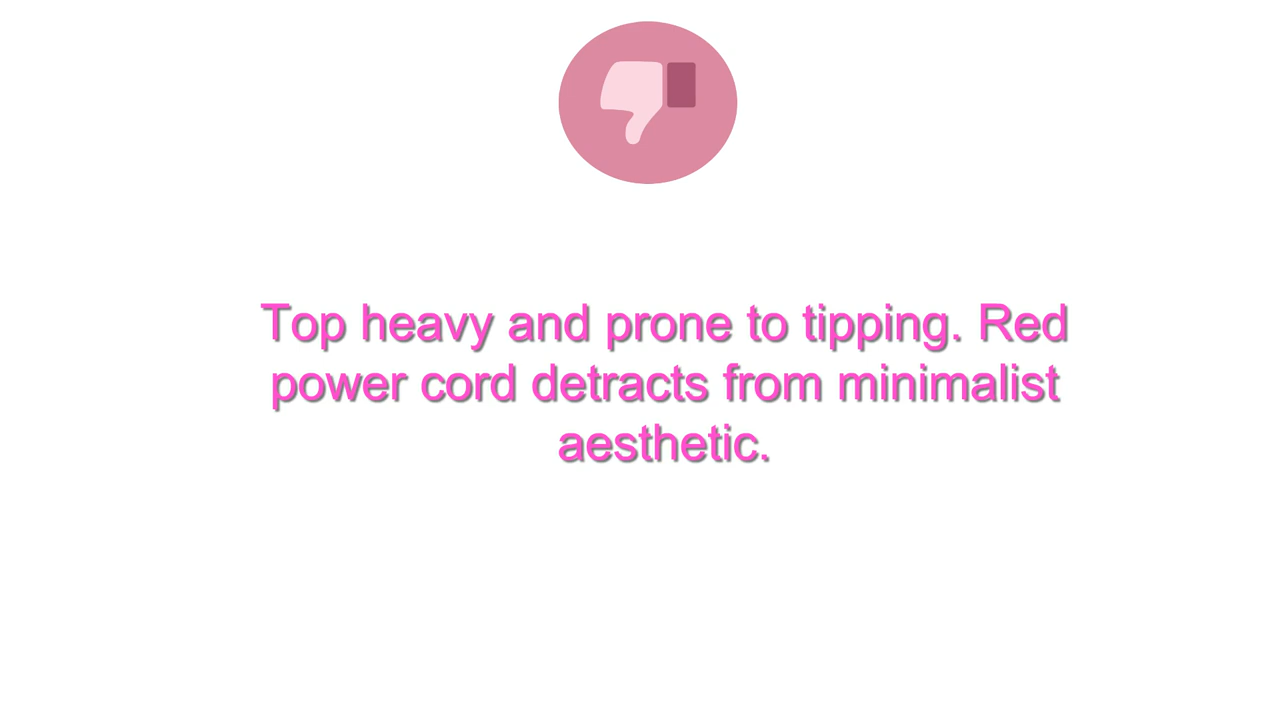 Top heavy and prone to tipping. Red
power cord detracts from minimalist
aesthetic.